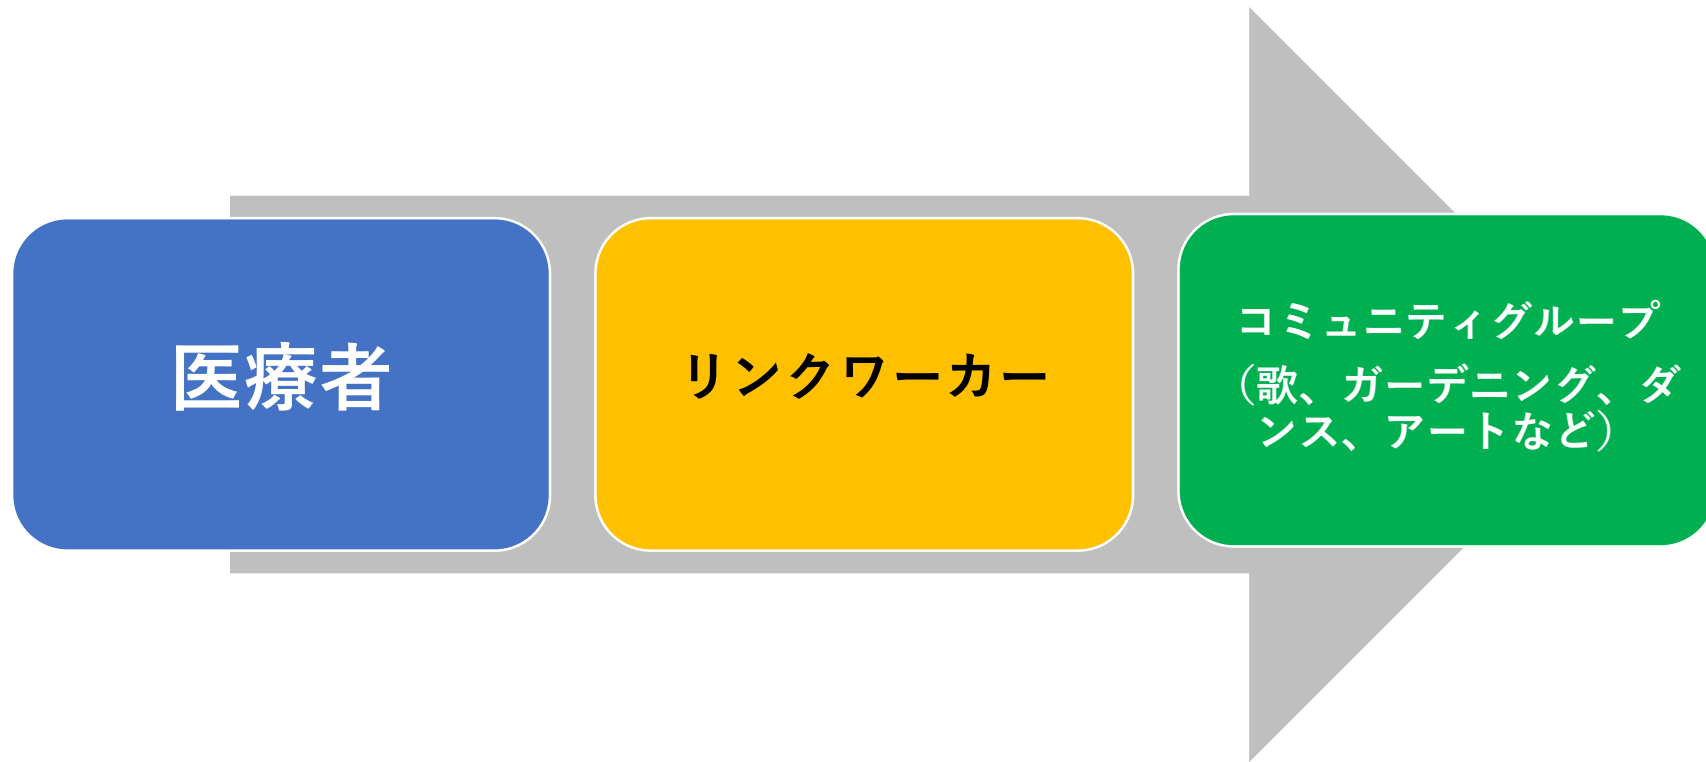 医療者
リンクワーカー
コミュニティグループ
（歌、ガーデニング、ダ
ンス、アートなど）